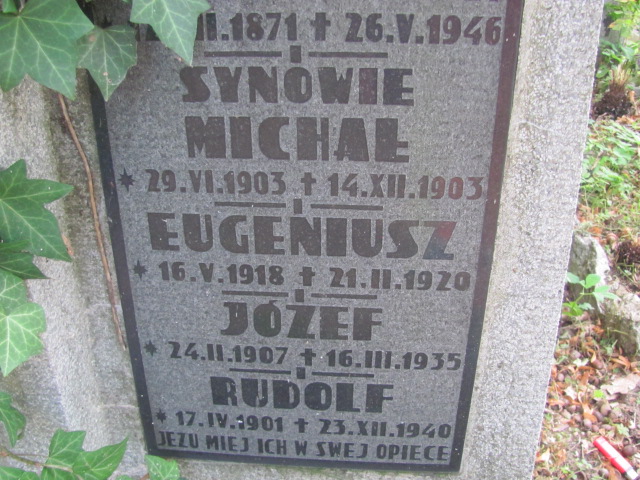 II.1871 ✝ 26.V.1946
SYNOWIE
MICHAŁ
* 29.VI.1903 ✝ 14.XII.1903
EUGENIUSZ
* 16.V.1918 ✝ 21.II.1920
JÓZEF
* 24.II.1907 ✝ 16.III.1935
RUDOLF
* 17.IV.1901 ✝ 23.XII.1940
JEZU MIEJ ICH W SWEJ OPIECE